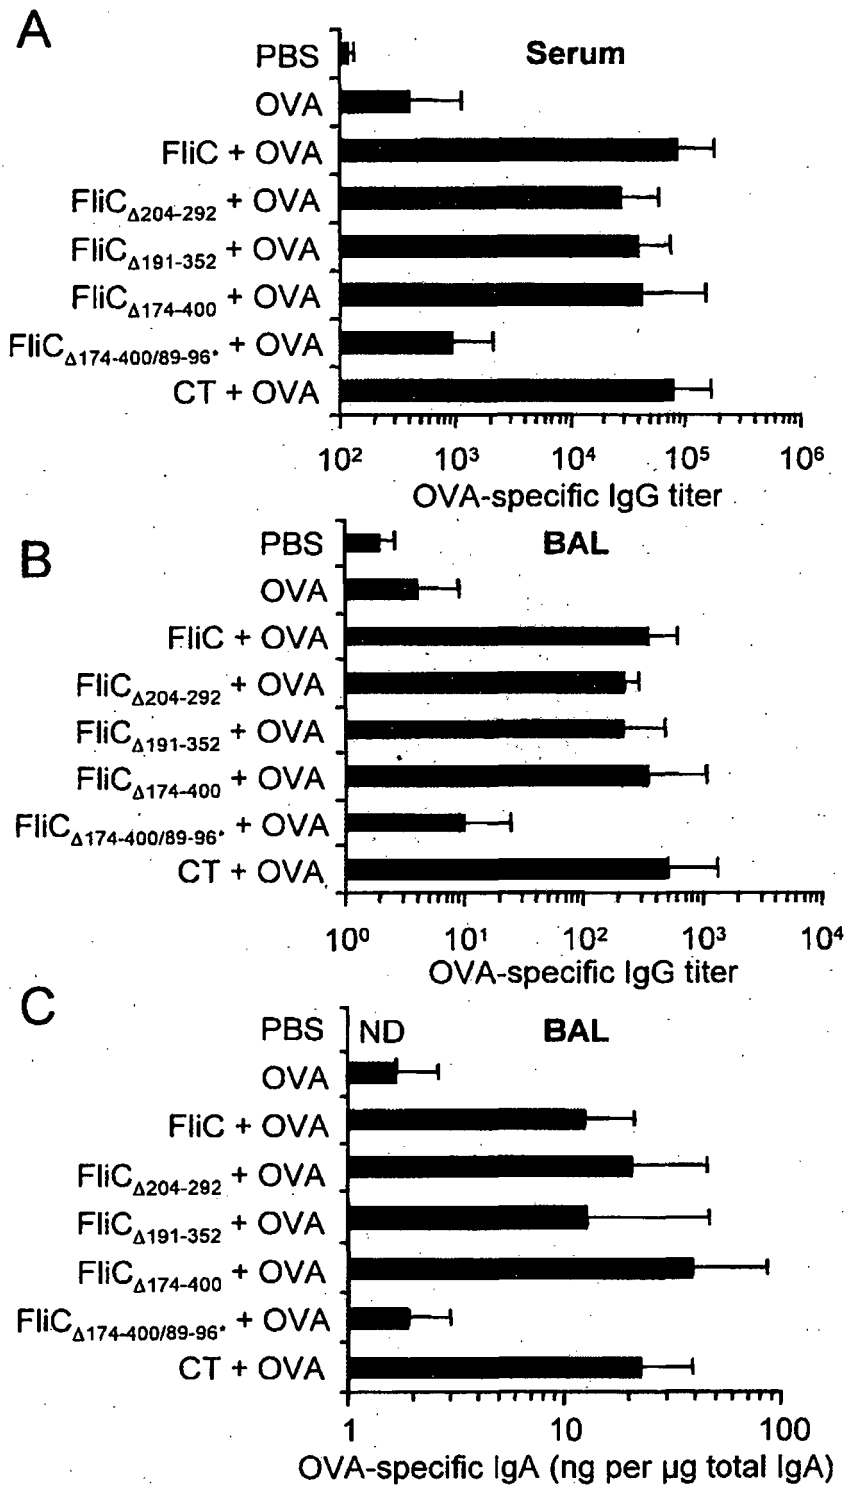 A
Serum
PBS
OVA
FliC + OVA
FliCΔ204-292 + OVA
FliCΔ191-352 + OVA
FliCΔ174-400 + OVA
FliCΔ174-400/89-96* + OVA
CT + OVA
10² 10³ 10⁴ 10⁵ 10⁶
OVA-specific IgG titer
B
BAL
PBS
OVA
FliC + OVA
FliCΔ204-292 + OVA
FliCΔ191-352 + OVA
FliCΔ174-400 + OVA
FliCΔ174-400/89-96* + OVA
CT + OVA
10⁰ 10¹ 10² 10³ 10⁴
OVA-specific IgG titer
C
BAL
PBS ND
OVA
FliC + OVA
FliCΔ204-292 + OVA
FliCΔ191-352 + OVA
FliCΔ174-400 + OVA
FliCΔ174-400/89-96* + OVA
CT + OVA
1 10 100
OVA-specific IgA (ng per µg total IgA)